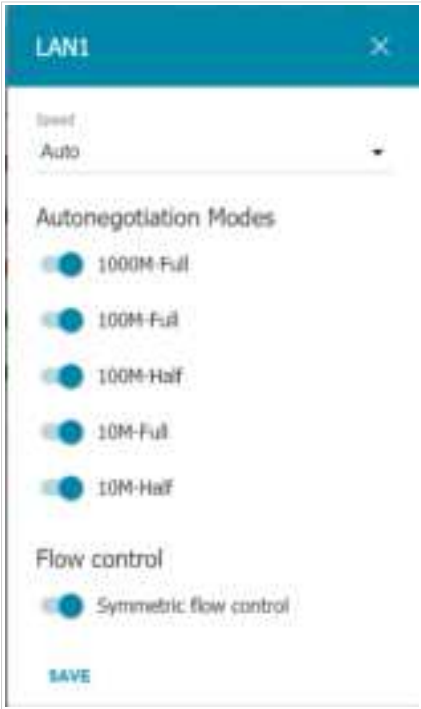 LAN1
Speed
Auto
Autonegotiation Modes
1000M-Full
100M-Full
100M-Half
10M-Full
10M-Half
Flow control
Symmetric flow control
SAVE